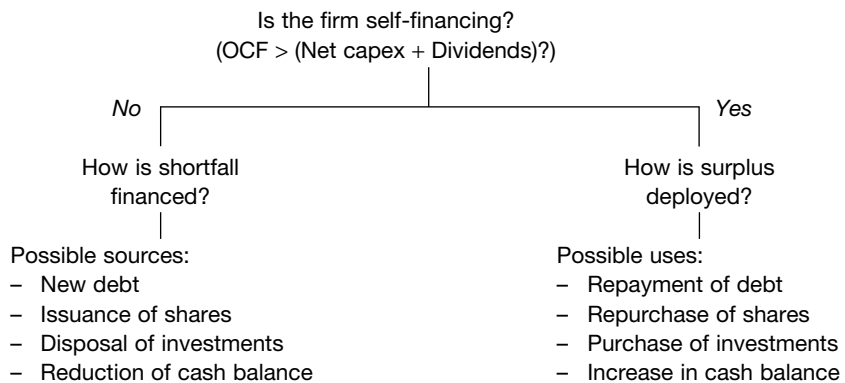 Is the firm self-financing?
(OCF > (Net capex + Dividends)?)
No
Yes
How is shortfall
financed?
How is surplus
deployed?
Possible sources:
– New debt
– Issuance of shares
– Disposal of investments
– Reduction of cash balance
Possible uses:
– Repayment of debt
– Repurchase of shares
– Purchase of investments
– Increase in cash balance